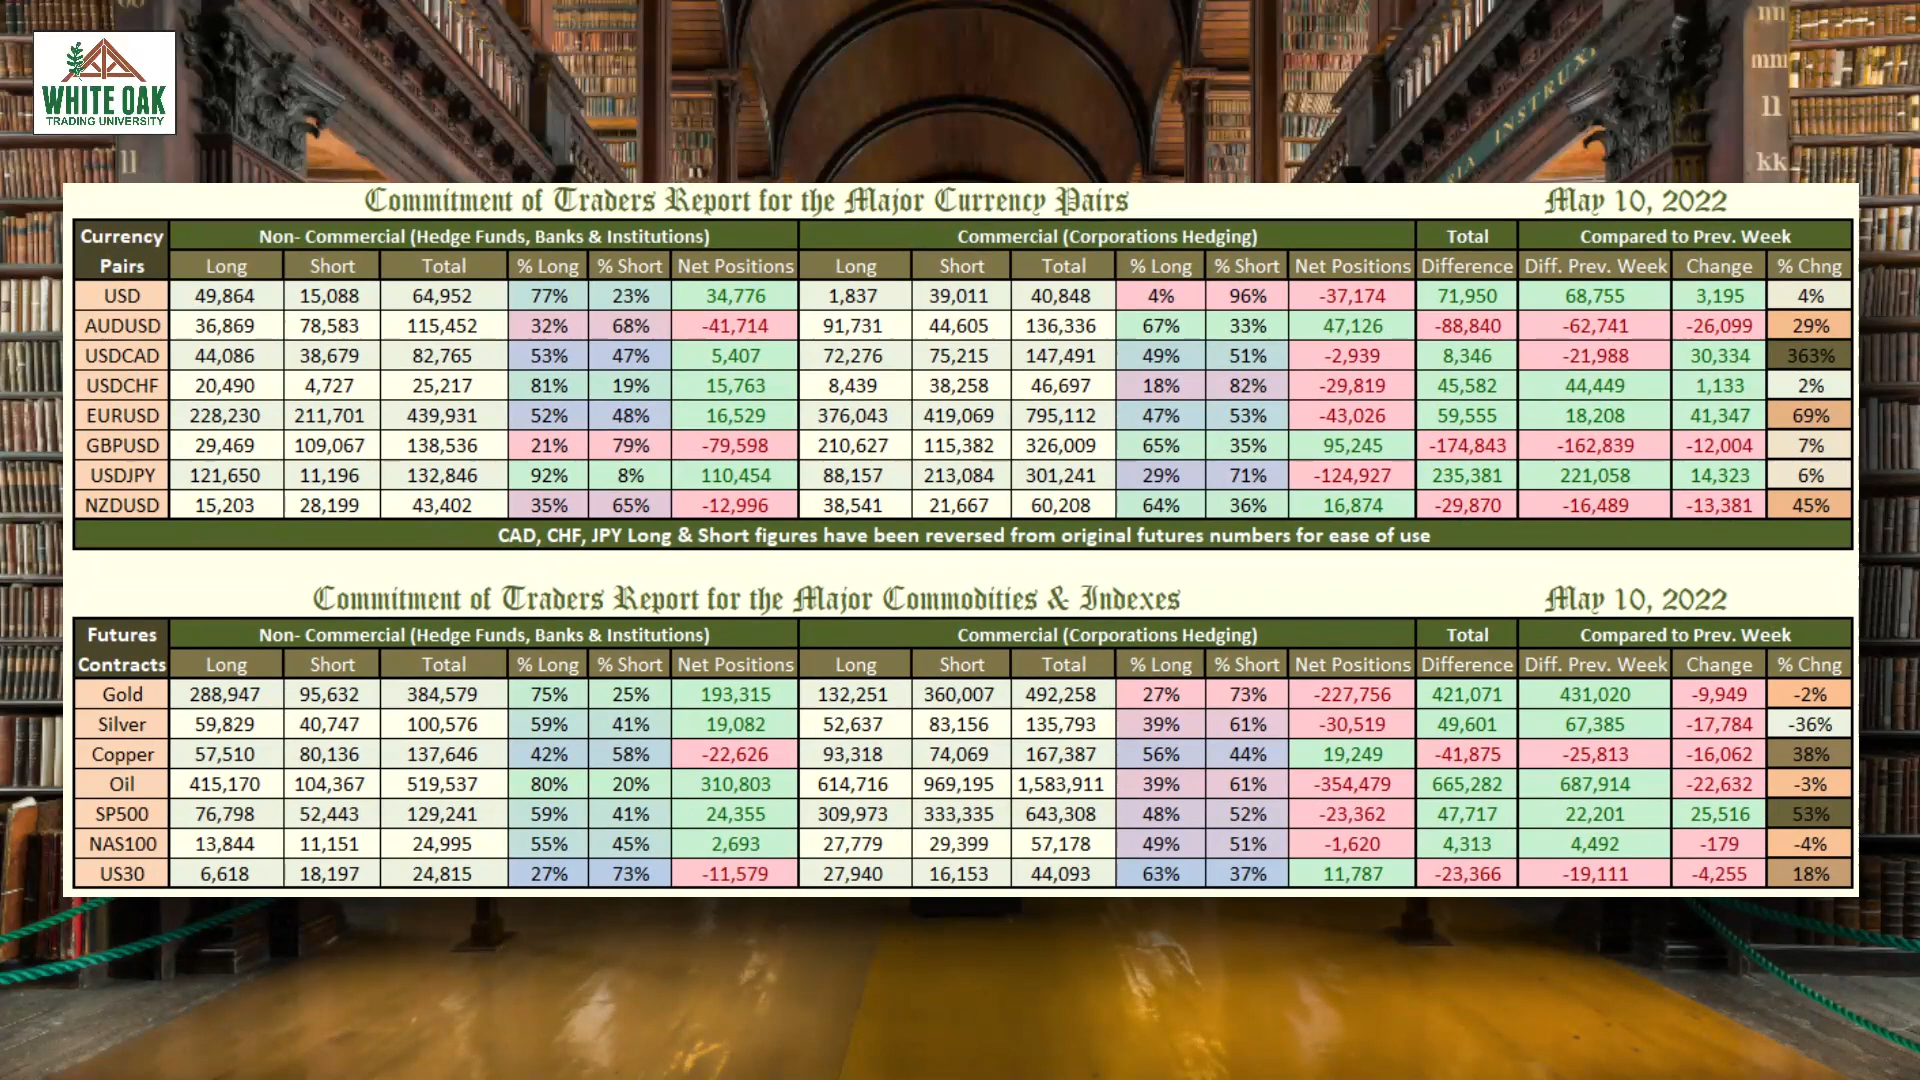 WHITE OAK
TRADING UNIVERSITY
ll
nn
mm
ll
kk
INSTRUX
Commitment of Traders Report for the Major Currency Pairs May 10, 2022
Currency Non- Commercial (Hedge Funds, Banks & Institutions) Commercial (Corporations Hedging) Total Compared to Prev. Week
Pairs Long Short Total % Long % Short Net Positions Long Short Total % Long % Short Net Positions Difference Diff. Prev. Week Change % Chng
USD 49,864 15,088 64,952 77% 23% 34,776 1,837 39,011 40,848 4% 96% -37,174 71,950 68,755 3,195 4%
AUDUSD 36,869 78,583 115,452 32% 68% -41,714 91,731 44,605 136,336 67% 33% 47,126 -88,840 -62,741 -26,099 29%
USDCAD 44,086 38,679 82,765 53% 47% 5,407 72,276 75,215 147,491 49% 51% -2,939 8,346 -21,988 30,334 363%
USDCHF 20,490 4,727 25,217 81% 19% 15,763 8,439 38,258 46,697 18% 82% -29,819 45,582 44,449 1,133 2%
EURUSD 228,230 211,701 439,931 52% 48% 16,529 376,043 419,069 795,112 47% 53% -43,026 59,555 18,208 41,347 69%
GBPUSD 29,469 109,067 138,536 21% 79% -79,598 210,627 115,382 326,009 65% 35% 95,245 -174,843 -162,839 -12,004 7%
USDJPY 121,650 11,196 132,846 92% 8% 110,454 88,157 213,084 301,241 29% 71% -124,927 235,381 221,058 14,323 6%
NZDUSD 15,203 28,199 43,402 35% 65% -12,996 38,541 21,667 60,208 64% 36% 16,874 -29,870 -16,489 -13,381 45%
CAD, CHF, JPY Long & Short figures have been reversed from original futures numbers for ease of use
Commitment of Traders Report for the Major Commodities & Indexes May 10, 2022
Futures Non- Commercial (Hedge Funds, Banks & Institutions) Commercial (Corporations Hedging) Total Compared to Prev. Week
Contracts Long Short Total % Long % Short Net Positions Long Short Total % Long % Short Net Positions Difference Diff. Prev. Week Change % Chng
Gold 288,947 95,632 384,579 75% 25% 193,315 132,251 360,007 492,258 27% 73% -227,756 421,071 431,020 -9,949 -2%
Silver 59,829 40,747 100,576 59% 41% 19,082 52,637 83,156 135,793 39% 61% -30,519 49,601 67,385 -17,784 -36%
Copper 57,510 80,136 137,646 42% 58% -22,626 93,318 74,069 167,387 56% 44% 19,249 -41,875 -25,813 -16,062 38%
Oil 415,170 104,367 519,537 80% 20% 310,803 614,716 969,195 1,583,911 39% 61% -354,479 665,282 687,914 -22,632 -3%
SP500 76,798 52,443 129,241 59% 41% 24,355 309,973 333,335 643,308 48% 52% -23,362 47,717 22,201 25,516 53%
NAS100 13,844 11,151 24,995 55% 45% 2,693 27,779 29,399 57,178 49% 51% -1,620 4,313 4,492 -179 -4%
US30 6,618 18,197 24,815 27% 73% -11,579 27,940 16,153 44,093 63% 37% 11,787 -23,366 -19,111 -4,255 18%